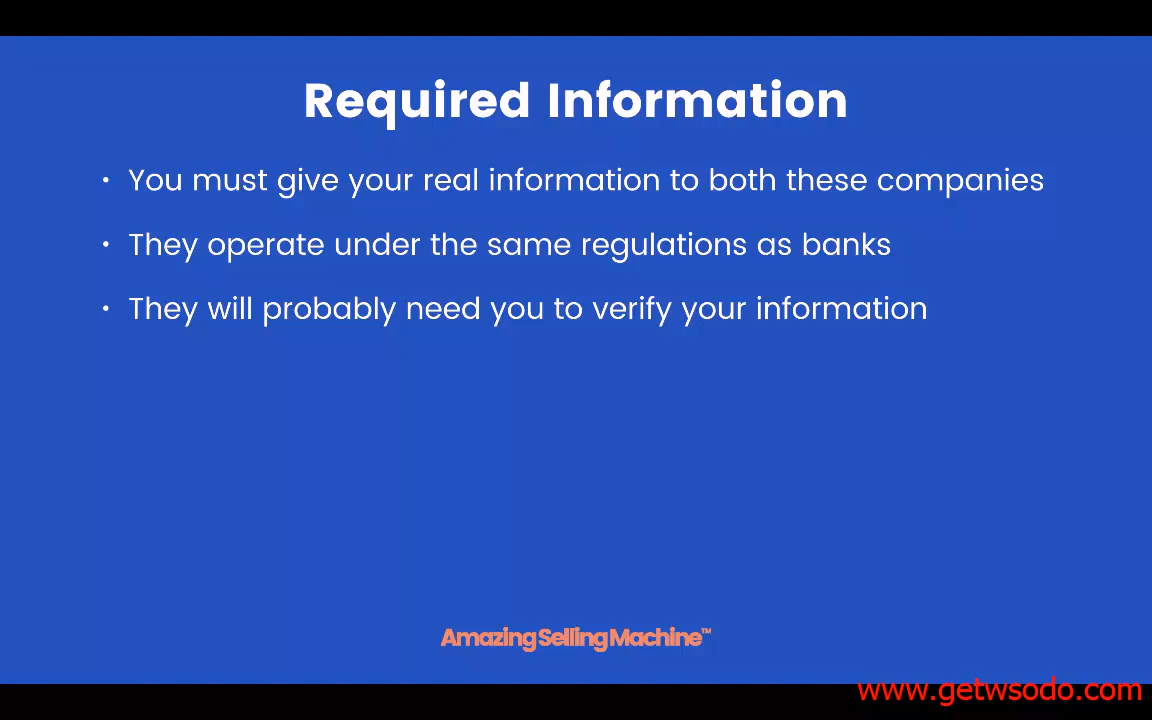 Required Information
• You must give your real information to both these companies
• They operate under the same regulations as banks
• They will probably need you to verify your information
AmazingSellingMachine™
www.getwsodo.com